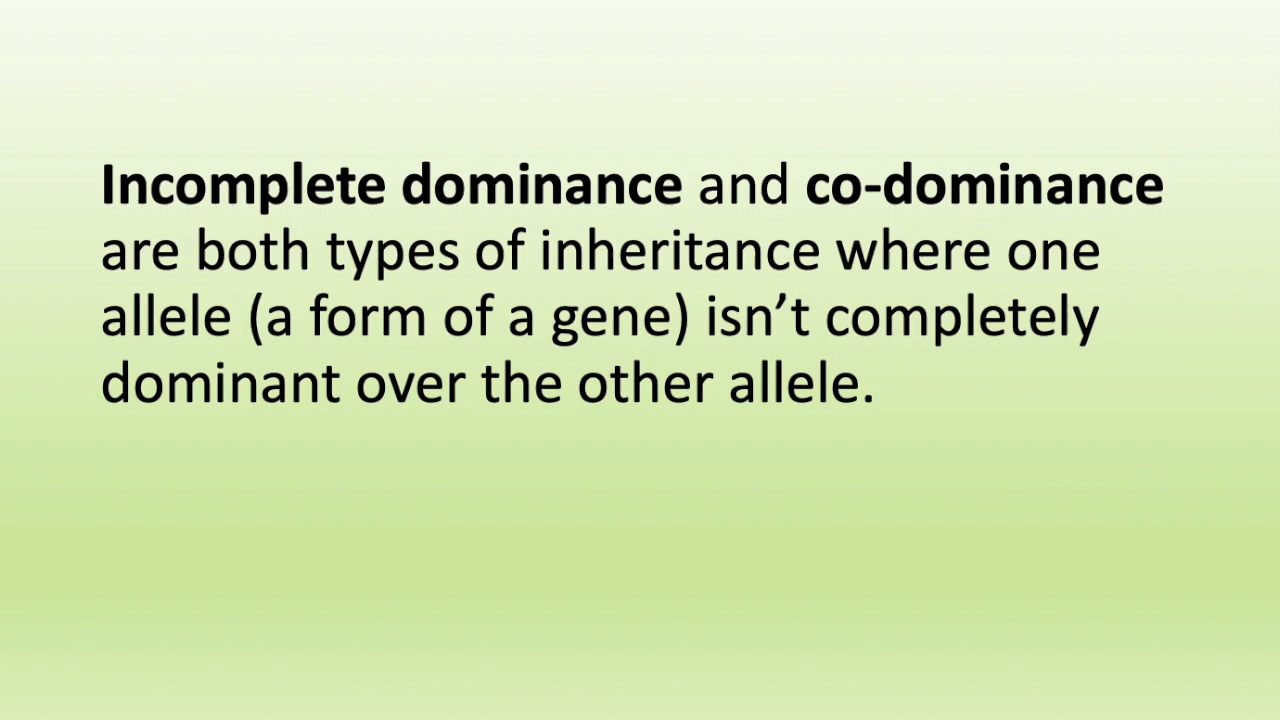 Incomplete dominance and co-dominance
are both types of inheritance where one
allele (a form of a gene) isn’t completely
dominant over the other allele.